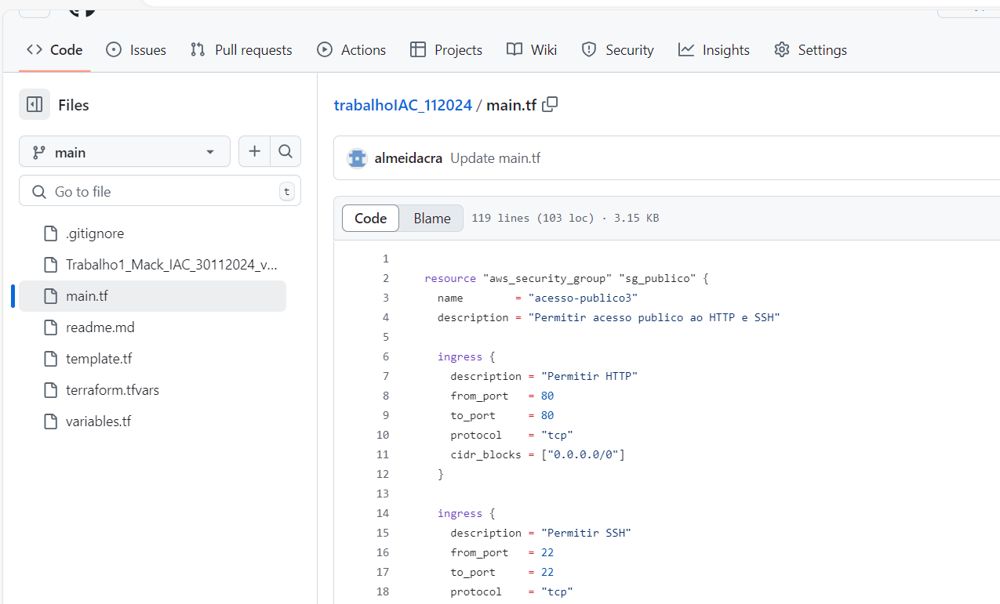 Code Issues Pull requests Actions Projects Wiki Security Insights Settings
Files
main
Go to file t
.gitignore
Trabalho1_Mack_IAC_30112024_v...
main.tf
readme.md
template.tf
terraform.tfvars
variables.tf
trabalhoIAC_112024 / main.tf
almeidacra Update main.tf
Code Blame 119 lines (103 loc) · 3.15 KB
1
2 resource "aws_security_group" "sg_publico" {
3 name = "acesso-publico3"
4 description = "Permitir acesso publico ao HTTP e SSH"
5
6 ingress {
7 description = "Permitir HTTP"
8 from_port = 80
9 to_port = 80
10 protocol = "tcp"
11 cidr_blocks = ["0.0.0.0/0"]
12 }
13
14 ingress {
15 description = "Permitir SSH"
16 from_port = 22
17 to_port = 22
18 protocol = "tcp"